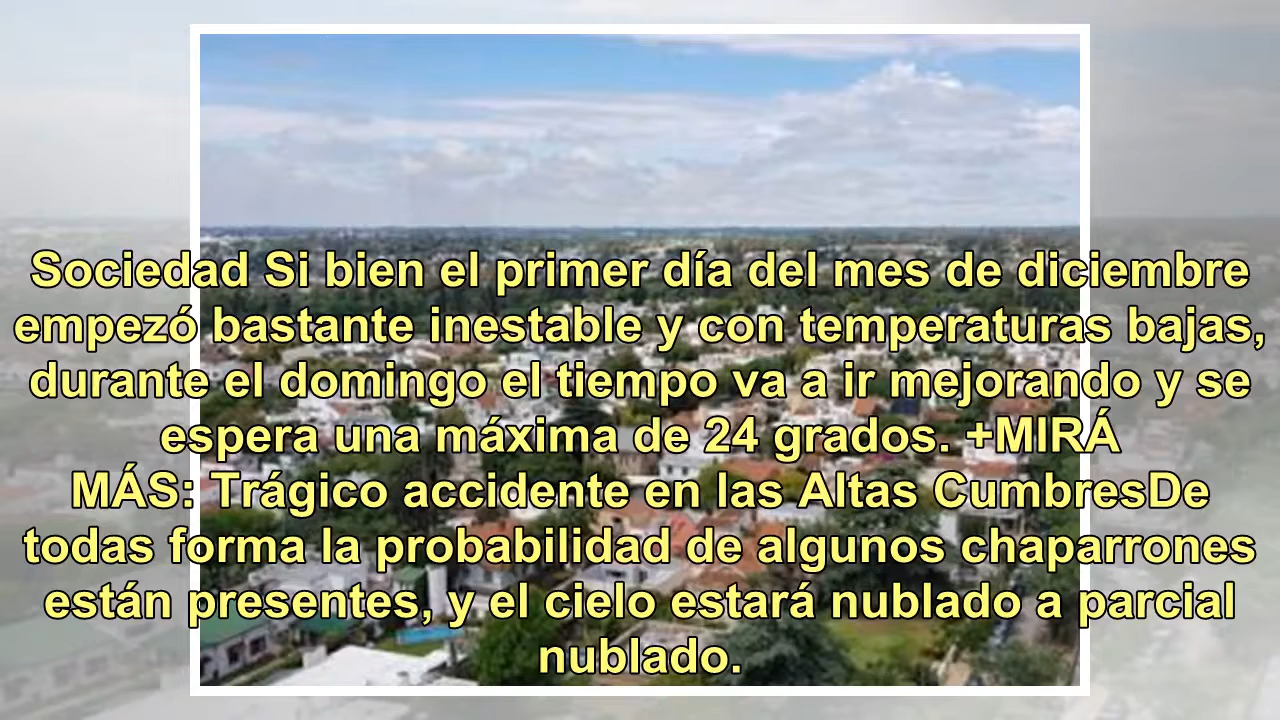 Sociedad Si bien el primer día del mes de diciembre
empezó bastante inestable y con temperaturas bajas,
durante el domingo el tiempo va a ir mejorando y se
espera una máxima de 24 grados. +MIRÁ
MÁS: Trágico accidente en las Altas CumbresDe
todas forma la probabilidad de algunos chaparrones
están presentes, y el cielo estará nublado a parcial
nublado.